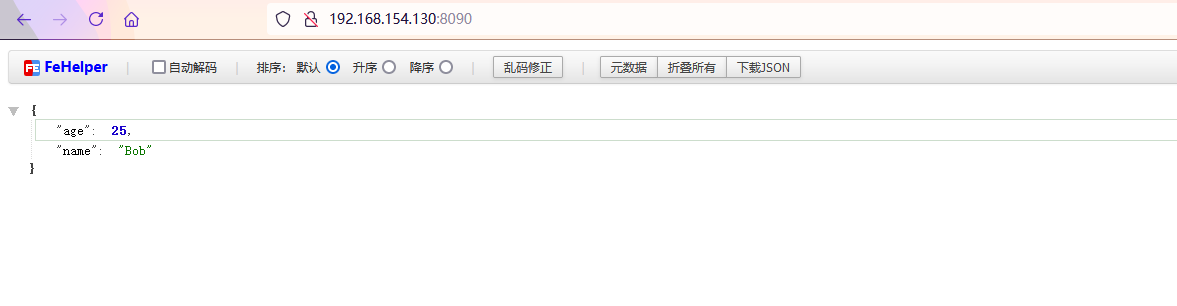 192.168.154.130:8090
FE FeHelper | 自动解码 | 排序: 默认 升序 降序 | 乱码修正 | 元数据 折叠所有 下载JSON
{
"age": 25,
"name": "Bob"
}